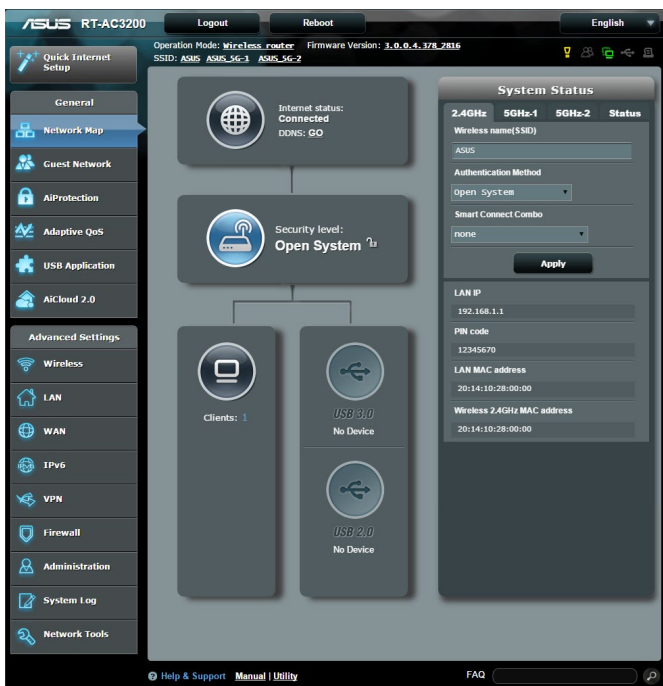 ASUS RT-AC3200 Logout Reboot English
Quick Internet Setup
Operation Mode: Wireless router Firmware Version: 3.0.0.4.378_2816
SSID: ASUS ASUS_5G-1 ASUS_5G-2
General
Network Map
Guest Network
AiProtection
Adaptive QoS
USB Application
AiCloud 2.0
Advanced Settings
Wireless
LAN
WAN
IPv6
VPN
Firewall
Administration
System Log
Network Tools
Internet status:
Connected
DDNS: GO
Security level:
Open System
Clients: 1
USB 3.0
No Device
USB 2.0
No Device
System Status
2.4GHz 5GHz-1 5GHz-2 Status
Wireless name(SSID)
ASUS
Authentication Method
Open System
Smart Connect Combo
none
Apply
LAN IP
192.168.1.1
PIN code
12345670
LAN MAC address
20:14:10:28:00:00
Wireless 2.4GHz MAC address
20:14:10:28:00:00
Help & Support Manual | Utility FAQ